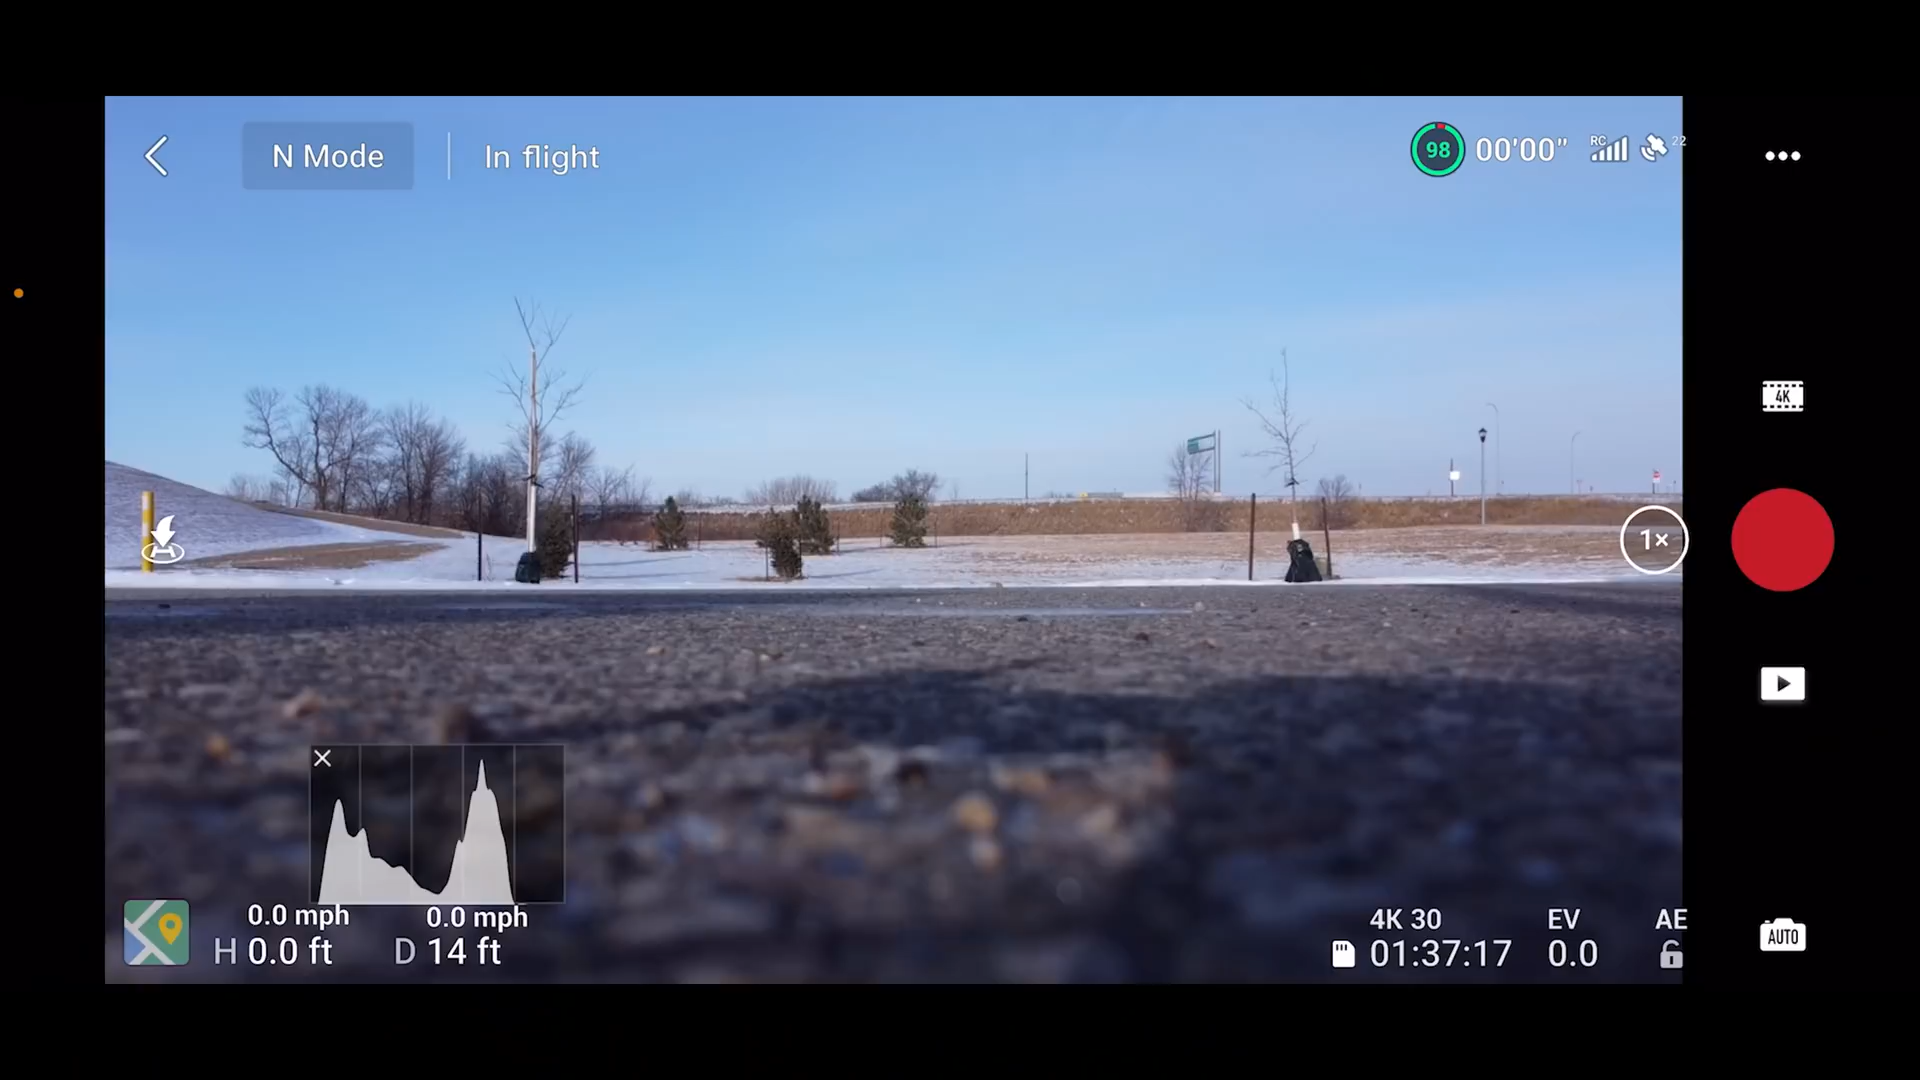 N Mode
In flight
98
00'00"
RC
22
4K
1×
0.0 mph
0.0 mph
H 0.0 ft
D 14 ft
4K 30
01:37:17
EV
0.0
AE
AUTO